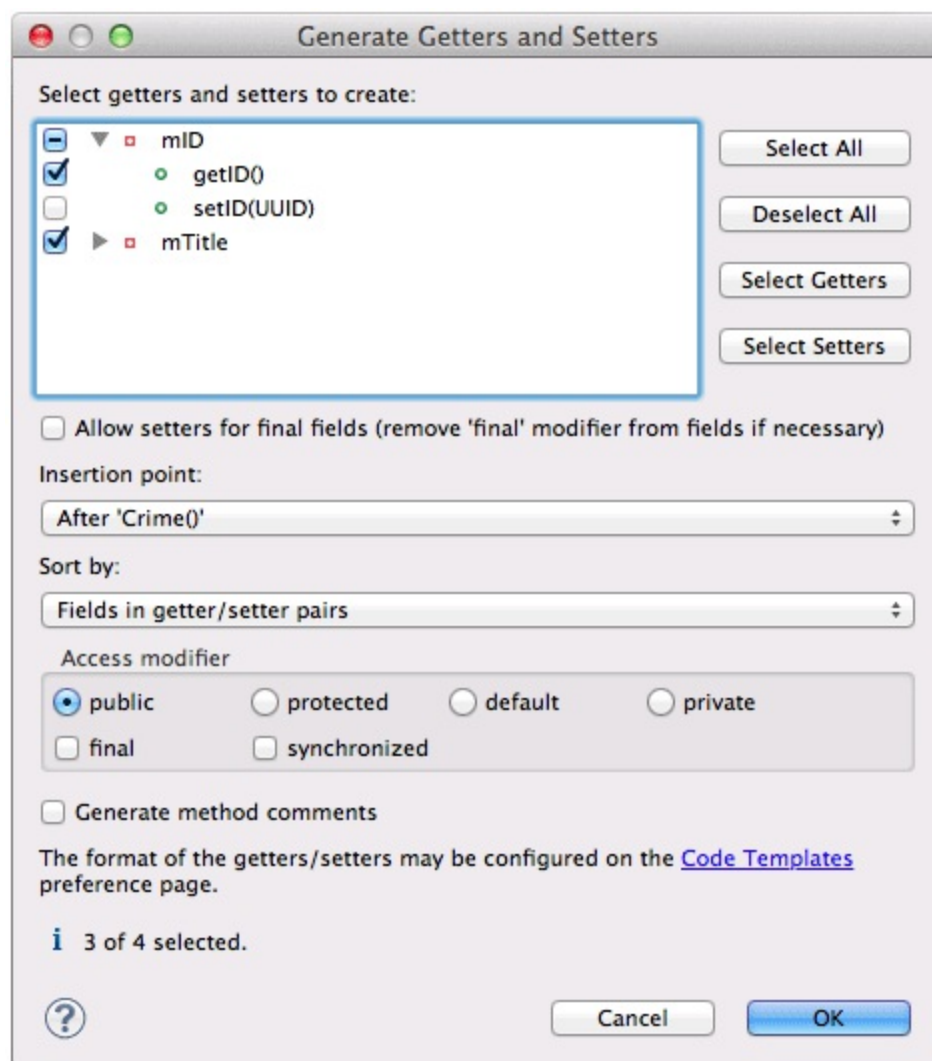 Generate Getters and Setters
Select getters and setters to create:
mID
getID()
setID(UUID)
mTitle
Select All
Deselect All
Select Getters
Select Setters
Allow setters for final fields (remove 'final' modifier from fields if necessary)
Insertion point:
After 'Crime()'
Sort by:
Fields in getter/setter pairs
Access modifier
public protected default private
final synchronized
Generate method comments
The format of the getters/setters may be configured on the Code Templates
preference page.
i 3 of 4 selected.
? Cancel OK